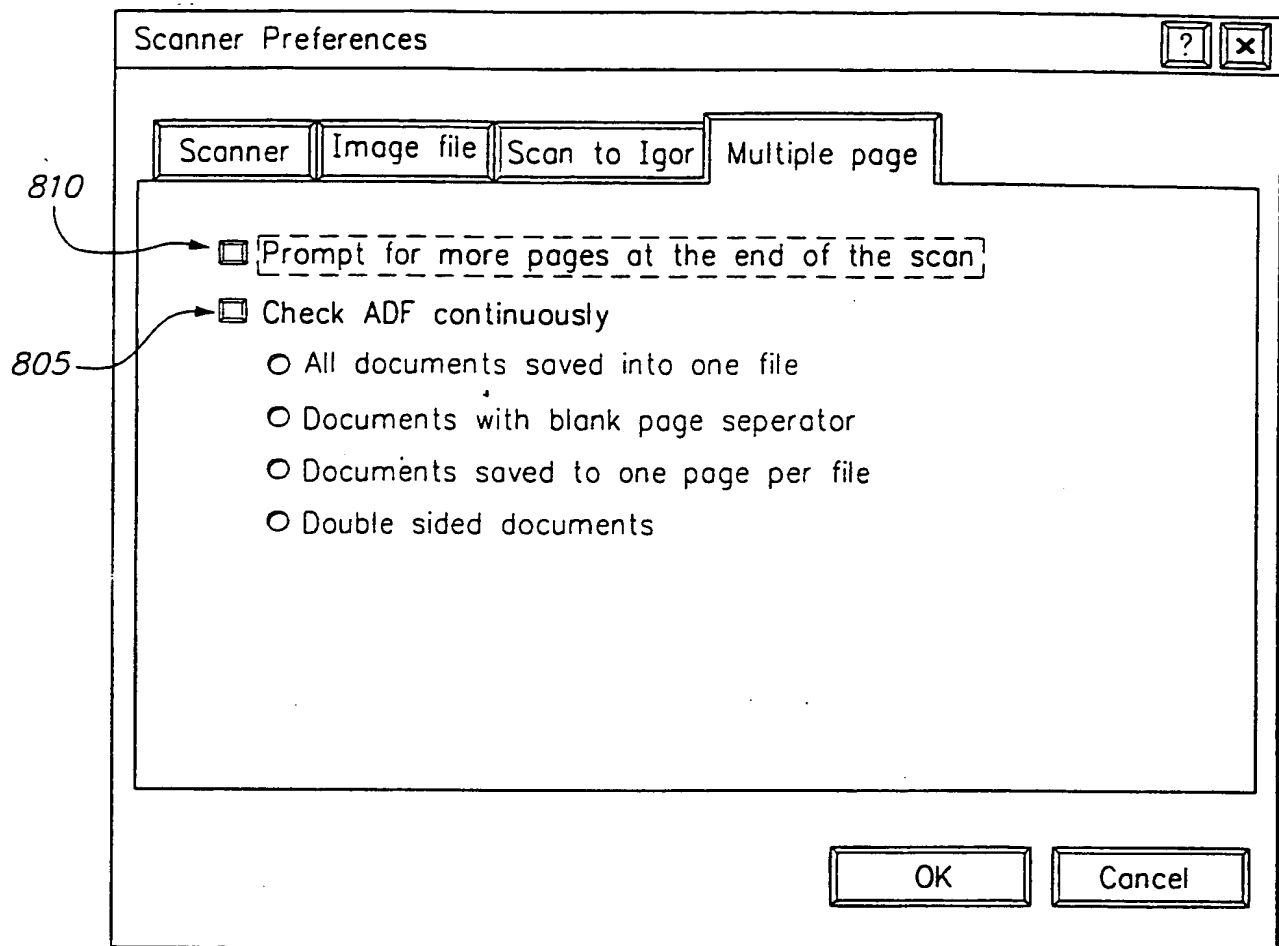 Scanner Preferences ? ×
Scanner Image file Scan to Igor Multiple page
810
Prompt for more pages at the end of the scan
Check ADF continuously
805
All documents saved into one file
Documents with blank page seperator
Documents saved to one page per file
Double sided documents
OK Cancel